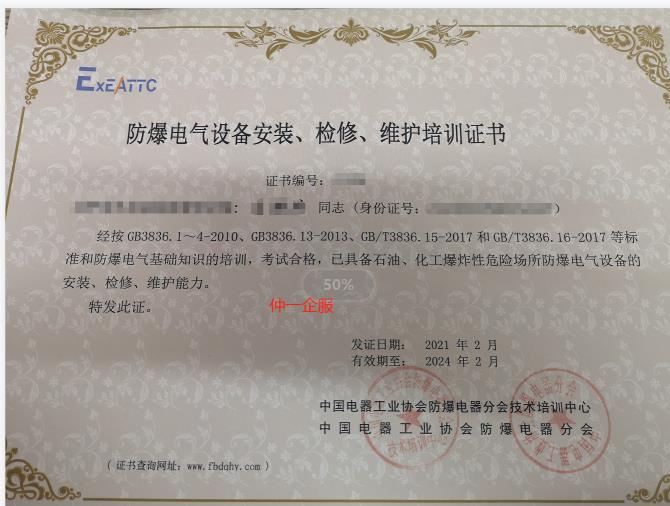 ExEATTC
防爆电气设备安装、检修、维护培训证书
证书编号：
： 同志（身份证号： ）
经按 GB3836.1～4-2010、GB3836.13-2013、GB/T3836.15-2017 和 GB/T3836.16-2017 等标
准和防爆电气基础知识的培训，考试合格，已具备石油、化工爆炸性危险场所防爆电气设备的
安装、检修、维护能力。
50%
特发此证。
仲一企服
发证日期： 2021 年 2 月
有效期至： 2024 年 2 月
中国电器工业协会防爆电器分会技术培训中心
中国电器工业协会防爆电器分会
技术培训中心
（ 证书查询网址：www.fbdqhy.com ）